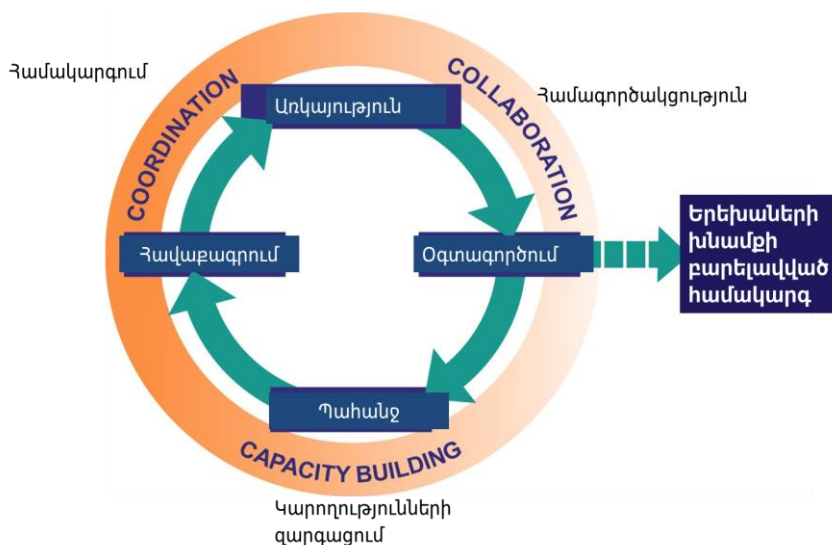 Համակարգում
COORDINATION
COLLABORATION
Համագործակցություն
Առկայություն
Հավաքագրում
Օգտագործում
Երեխաների
խնամքի
բարելավված
համակարգ
Պահանջ
CAPACITY BUILDING
Կարողությունների
զարգացում